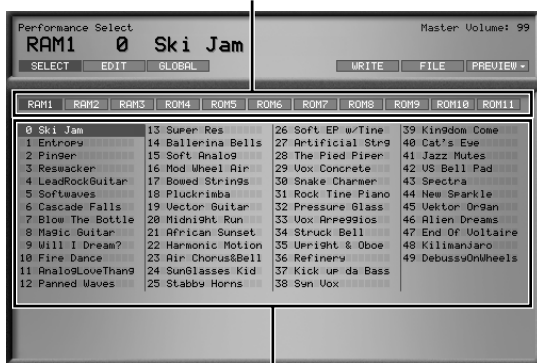 Performance Select
Master Volume: 99
RAM1 0 Ski Jam
SELECT EDIT GLOBAL WRITE FILE PREVIEW
RAM1 RAM2 RAM3 ROM4 ROM5 ROM6 ROM7 ROM8 ROM9 ROM10 ROM11
0 Ski Jam
1 Entropy
2 Pinger
3 Reswacker
4 LeadRockGuitar
5 Softwaves
6 Cascade Falls
7 Blow The Bottle
8 Magic Guitar
9 Will I Dream?
10 Fire Dance
11 AnalogLoveThang
12 Panned Waves
13 Super Res
14 Ballerina Bells
15 Soft Analog
16 Mod Wheel Air
17 Bowed Strings
18 Pluckrimba
19 Vector Guitar
20 Midnight Run
21 African Sunset
22 Harmonic Motion
23 Air Chorus&Bell
24 SunGlasses Kid
25 Stabby Horns
26 Soft EP w/Tine
27 Artificial Strg
28 The Pied Piper
29 Vox Concrete
30 Snake Charmer
31 Rock Tine Piano
32 Pressure Glass
33 Vox Arpeggios
34 Struck Bell
35 Upright & Oboe
36 Refinery
37 Kick up da Bass
38 Syn Vox
39 Kingdom Come
40 Cat's Eye
41 Jazz Mutes
42 VS Bell Pad
43 Spectra
44 New Sparkle
45 Vektor Organ
46 Alien Dreams
47 End Of Voltaire
48 Kilimanjaro
49 DebussyOnWheels